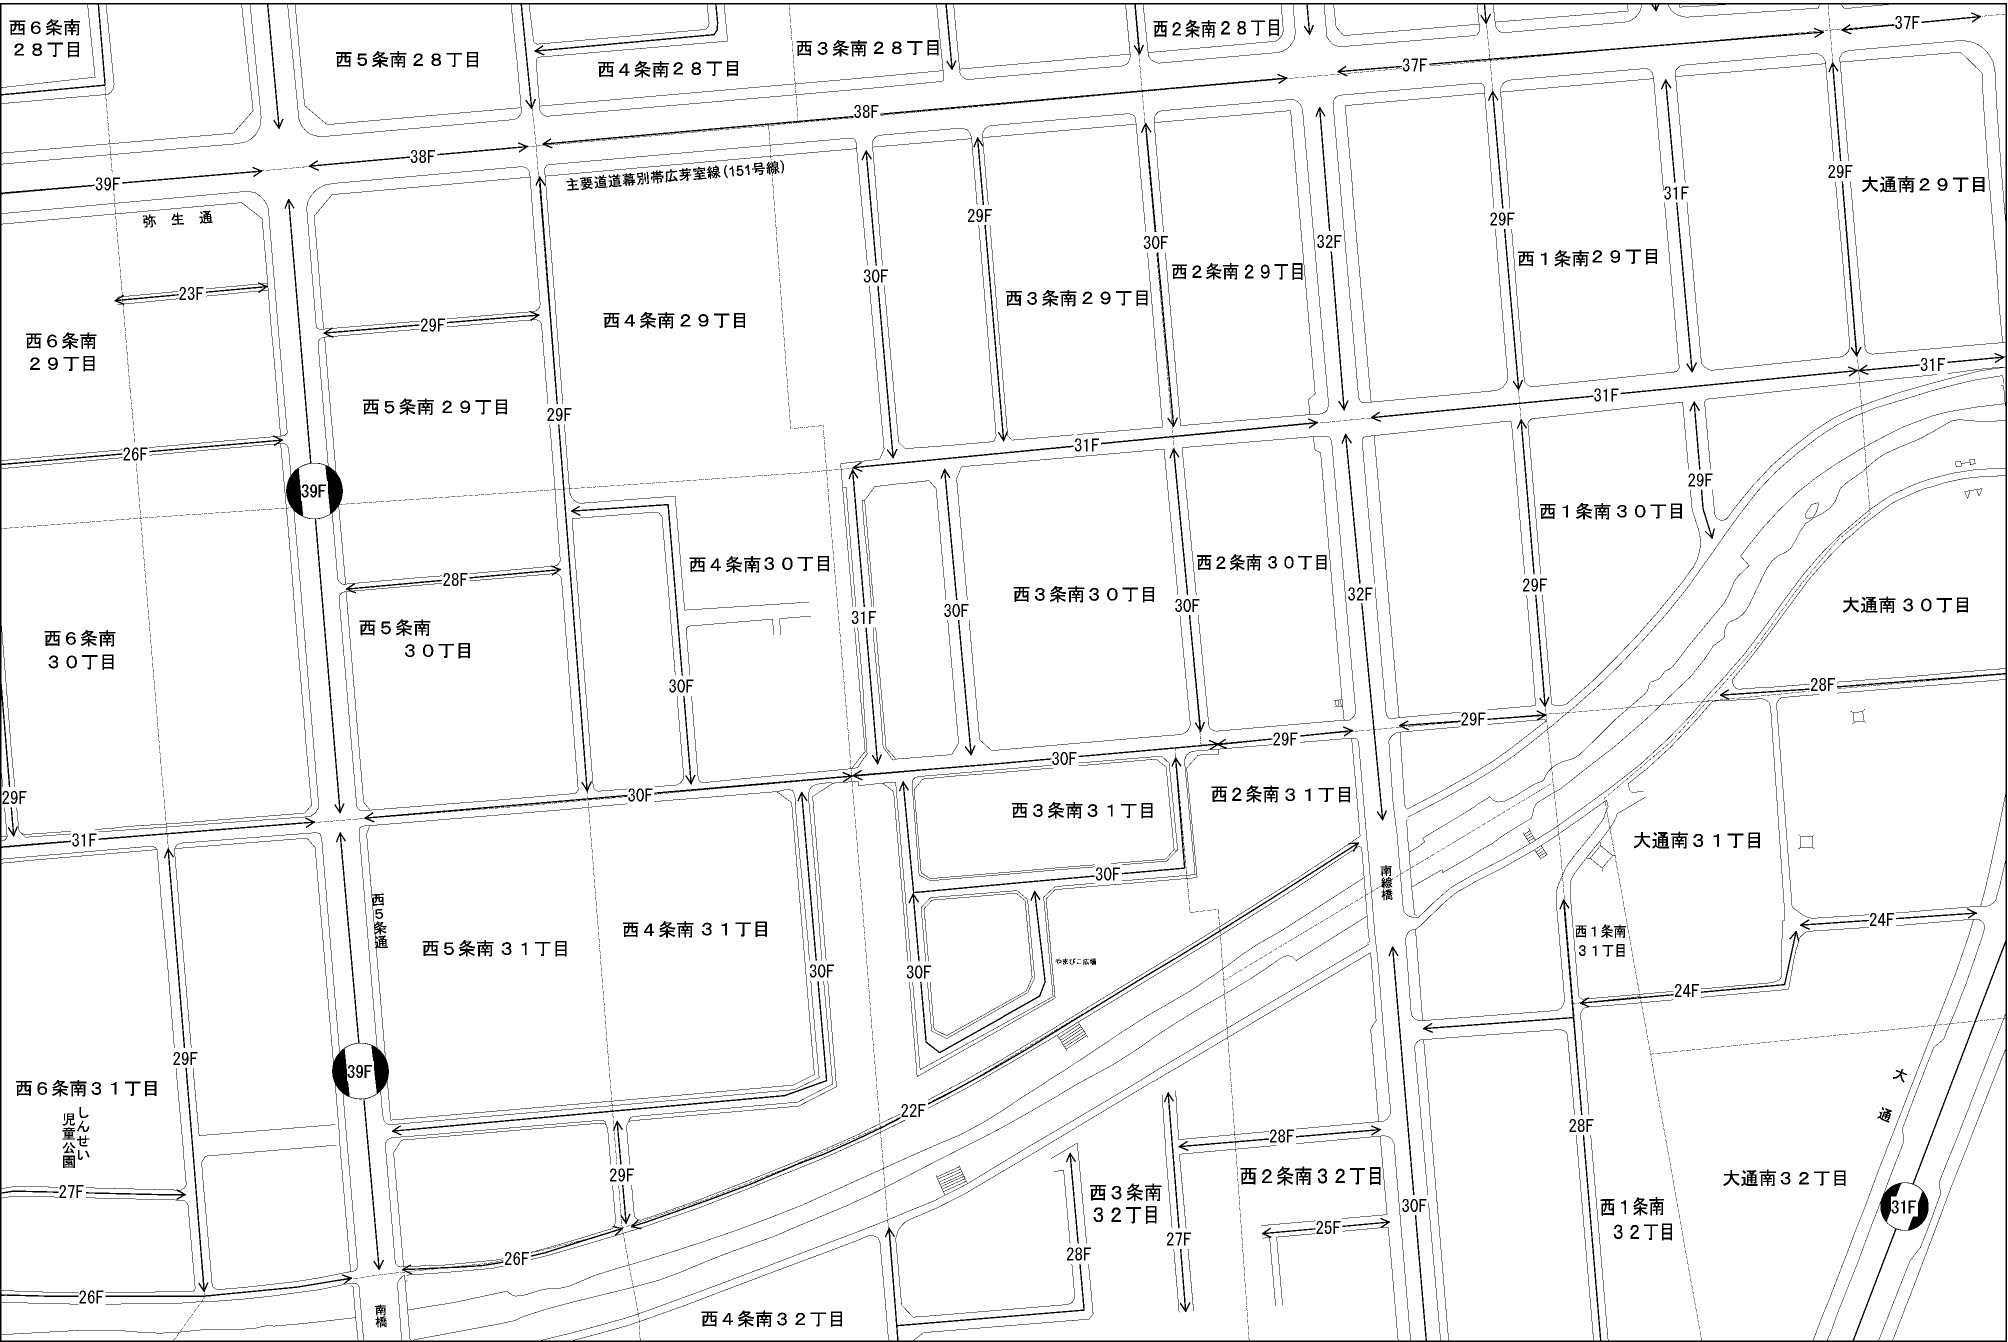 西６条南
２８丁目
西５条南２８丁目
西４条南２８丁目
西３条南２８丁目
西２条南２８丁目
37F
37F
38F
38F
39F
主要道道幕別帯広芽室線(151号線)
弥生通
29F
30F
32F
29F
31F
29F
大通南２９丁目
30F
29F
西１条南２９丁目
西２条南２９丁目
西３条南２９丁目
西４条南２９丁目
23F
29F
西６条南
２９丁目
西５条南２９丁目
29F
31F
31F
31F
26F
39F
29F
西１条南３０丁目
西４条南３０丁目
西２条南３０丁目
28F
29F
32F
西３条南３０丁目
30F
30F
31F
大通南３０丁目
西５条南
３０丁目
西６条南
３０丁目
30F
28F
29F
29F
30F
29F
30F
31F
西３条南３１丁目
西２条南３１丁目
大通南３１丁目
南線橋
30F
西５条通
西５条南３１丁目
西４条南３１丁目
30F
30F
やまびこ広場
西１条南
３１丁目
24F
24F
29F
39F
西６条南３１丁目
しんせい
児童公園
22F
大通
28F
28F
29F
27F
西３条南
３２丁目
西２条南３２丁目
大通南３２丁目
30F
西１条南
３２丁目
31F
25F
27F
28F
26F
26F
南橋
西４条南３２丁目